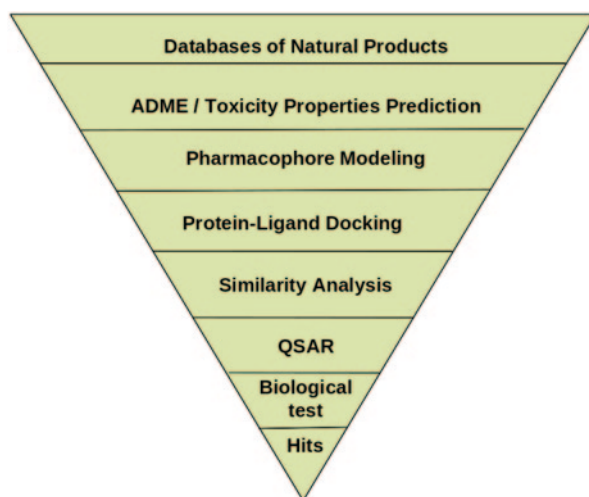 Databases of Natural Products
ADME / Toxicity Properties Prediction
Pharmacophore Modeling
Protein-Ligand Docking
Similarity Analysis
QSAR
Biological
test
Hits